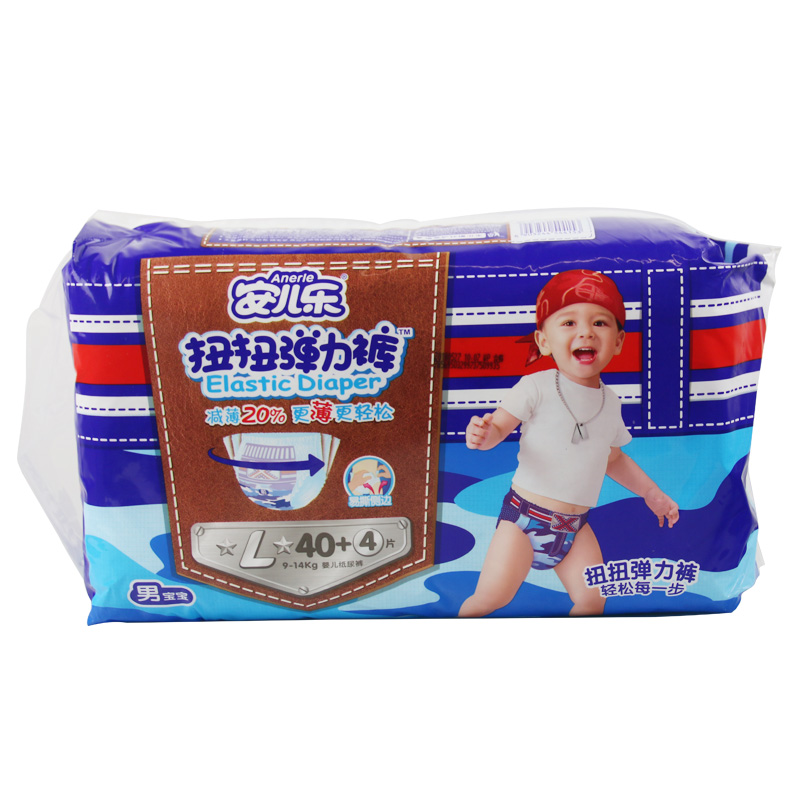 Anerle
安儿乐®
扭扭弹力裤™
Elastic Diaper
减薄20% 更薄更轻松
L 40+4片
9-14Kg 婴儿纸尿裤
男宝宝
扭扭弹力裤
轻松每一步